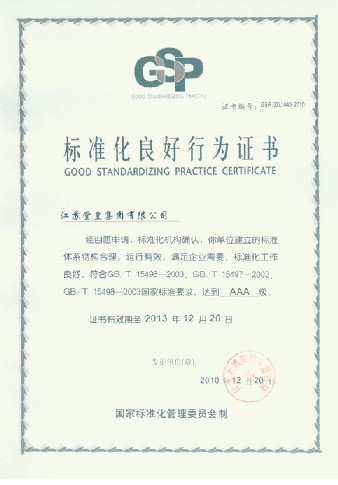 GSP
GOOD STANDARDIZING PRACTICE
证书编号：
标准化良好行为证书
GOOD STANDARDIZING PRACTICE CERTIFICATE
江苏堂皇集团有限公司
经自愿申请，标准化机构确认，你单位建立的标准
体系结构合理，运行有效，满足企业需要，标准化工作
良好，符合GB/T 15496—2003、GB/T 15497—2003、
GB/T 15498—2003国家标准要求，达到 AAA 级。
证书有效期至 2013 年 12 月 20 日
发证单位(章)：
2010 年 12 月 20 日
国家标准化管理委员会制